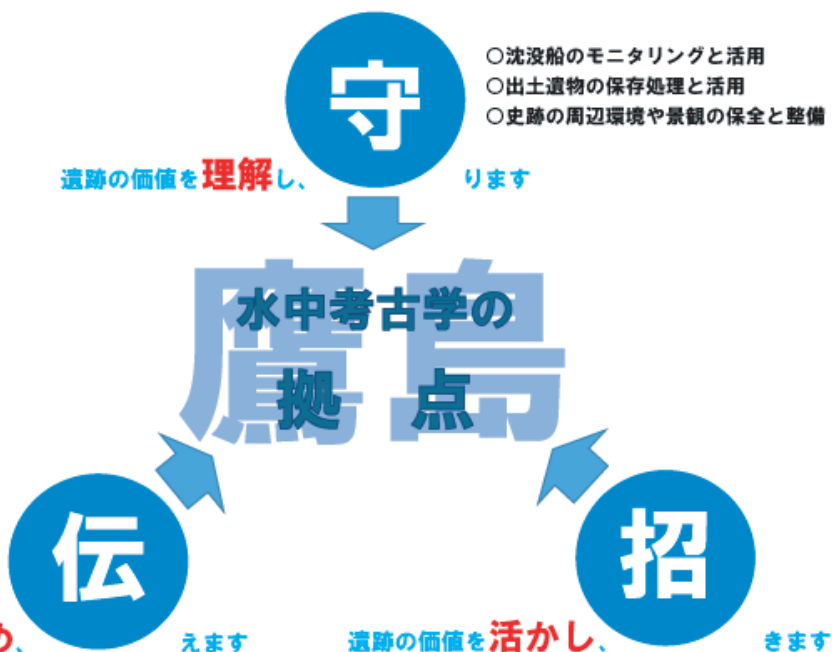 守
○沈没船のモニタリングと活用
○出土遺物の保存処理と活用
○史跡の周辺環境や景観の保全と整備
遺跡の価値を理解し、
ります
鷹島
水中考古学の
拠 点
伝
招
め、
えます
遺跡の価値を活かし、
きます